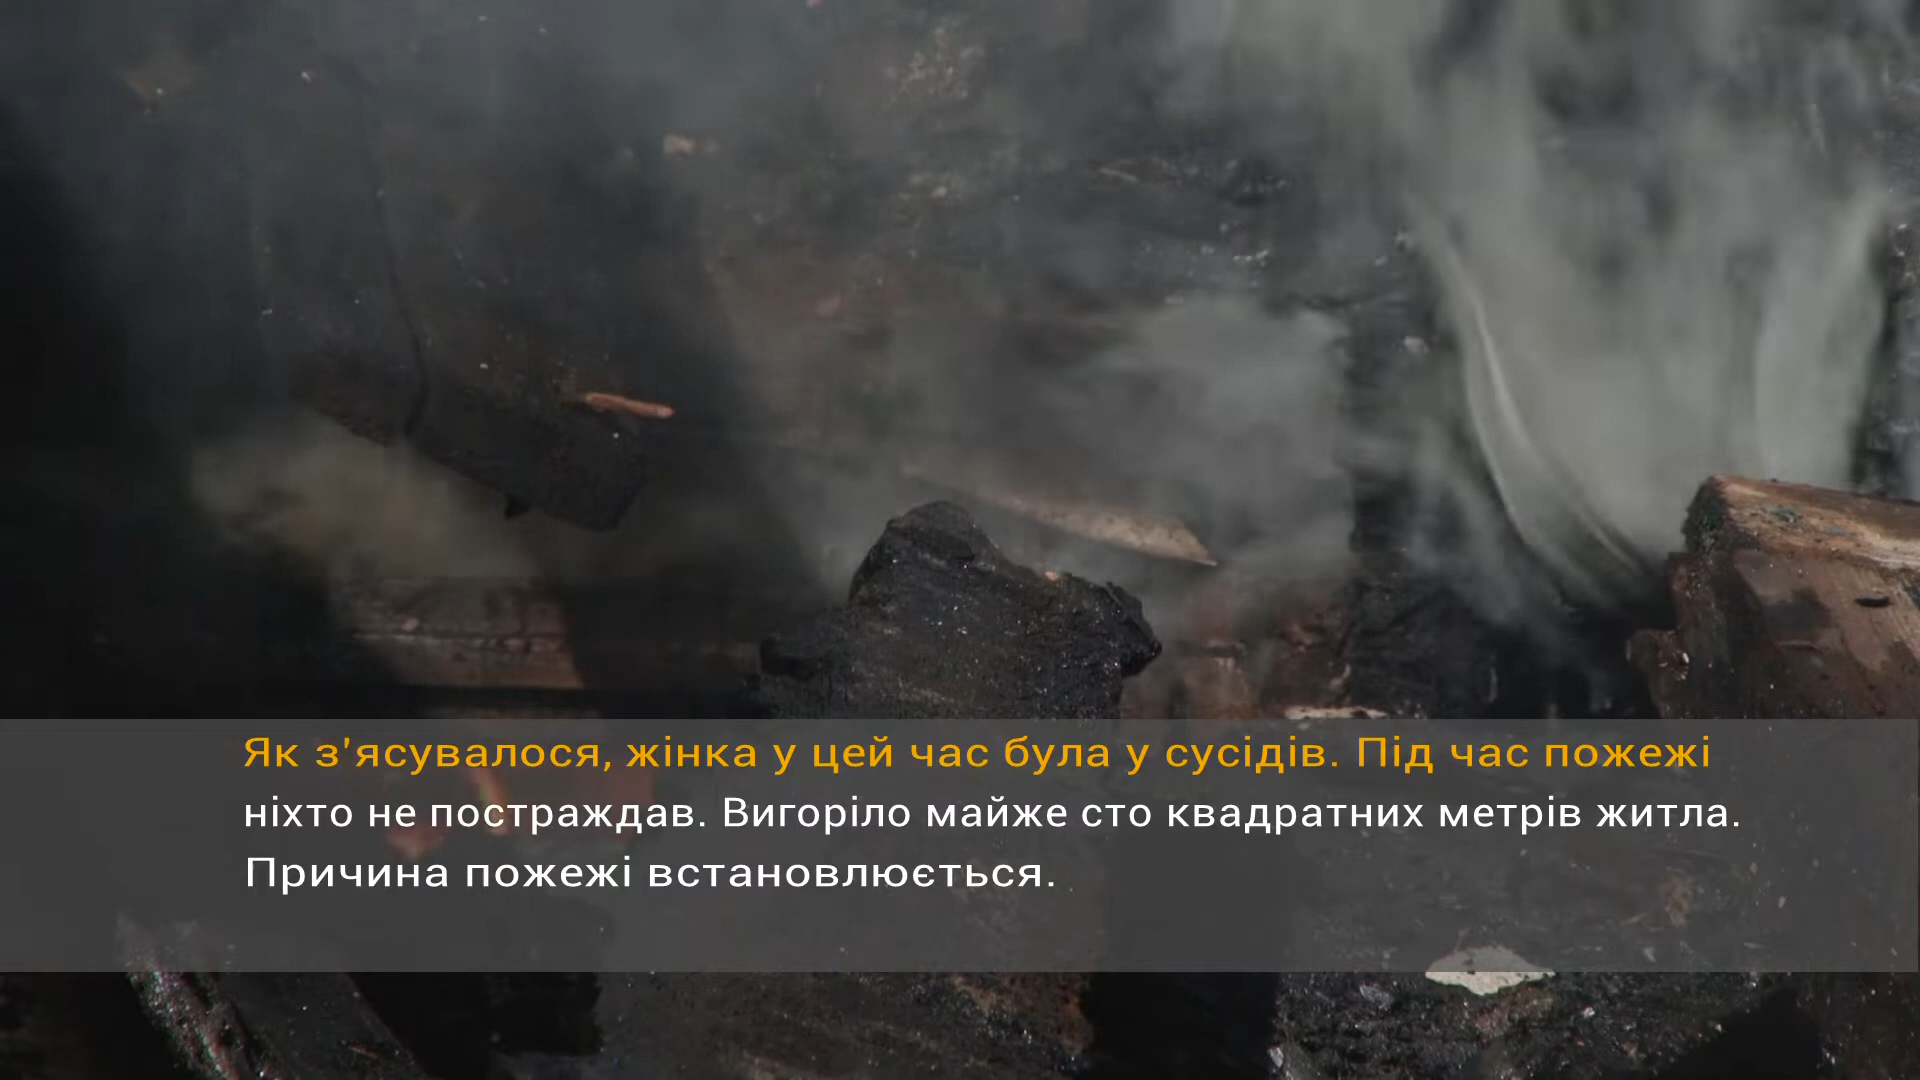 Як з'ясувалося, жінка у цей час була у сусідів. Під час пожежі
ніхто не постраждав. Вигоріло майже сто квадратних метрів житла.
Причина пожежі встановлюється.